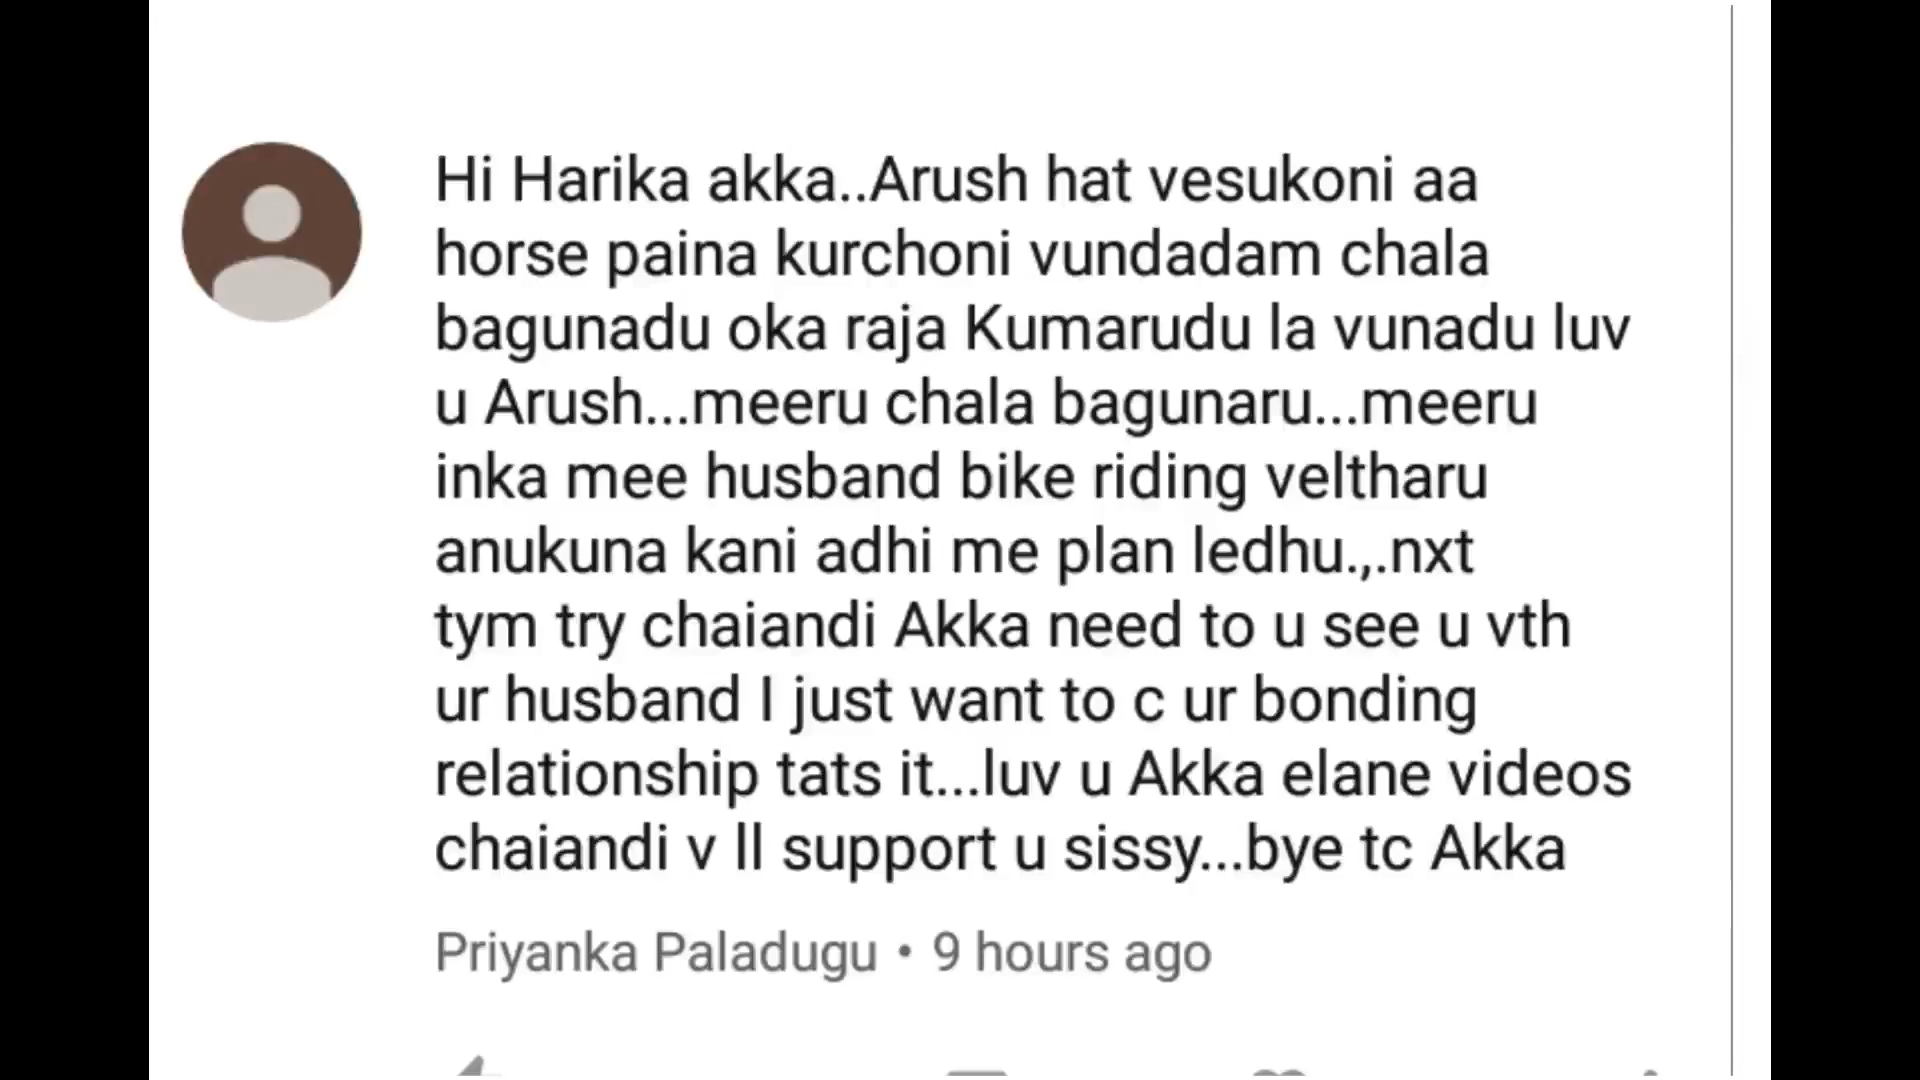 Hi Harika akka..Arush hat vesukoni aa
horse paina kurchoni vundadam chala
bagunadu oka raja Kumarudu la vunadu luv
u Arush...meeru chala bagunaru...meeru
inka mee husband bike riding veltharu
anukuna kani adhi me plan ledhu.,.nxt
tym try chaiandi Akka need to u see u vth
ur husband I just want to c ur bonding
relationship tats it...luv u Akka elane videos
chaiandi v ll support u sissy...bye tc Akka
Priyanka Paladugu • 9 hours ago